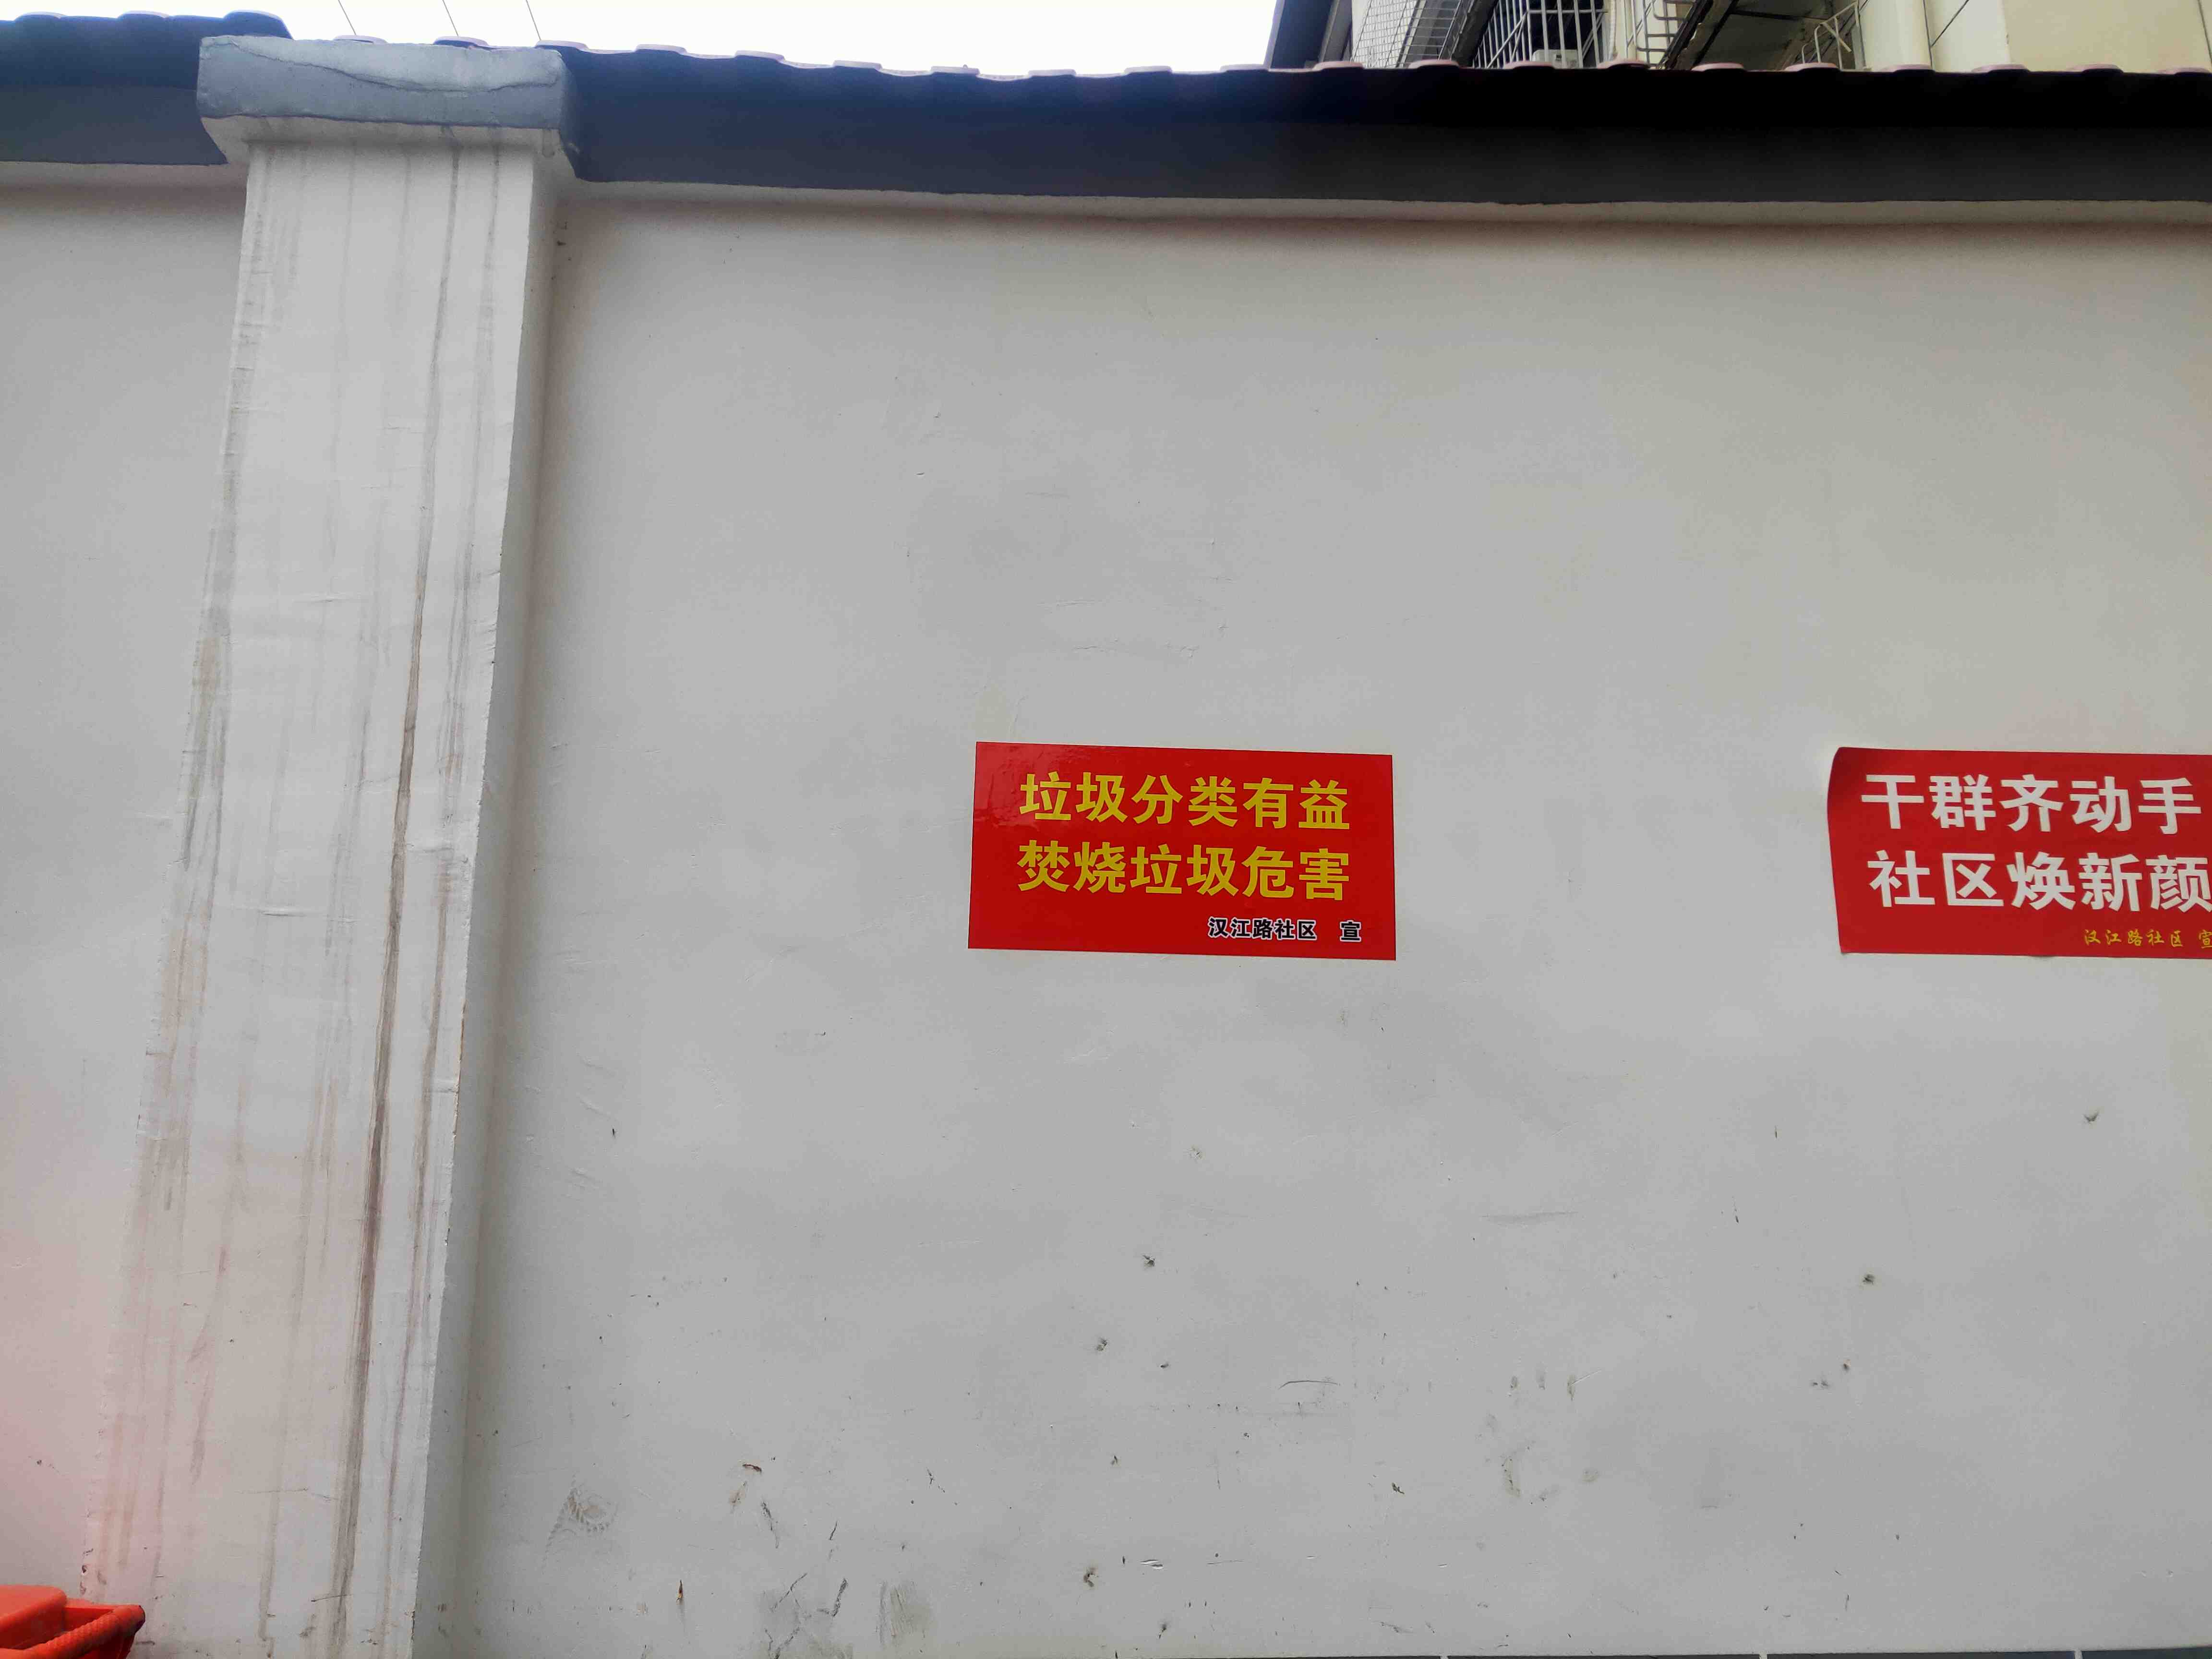 垃圾分类有益
焚烧垃圾危害
汉江路社区 宣
干群齐动手
社区焕新颜
汉江路社区 宣